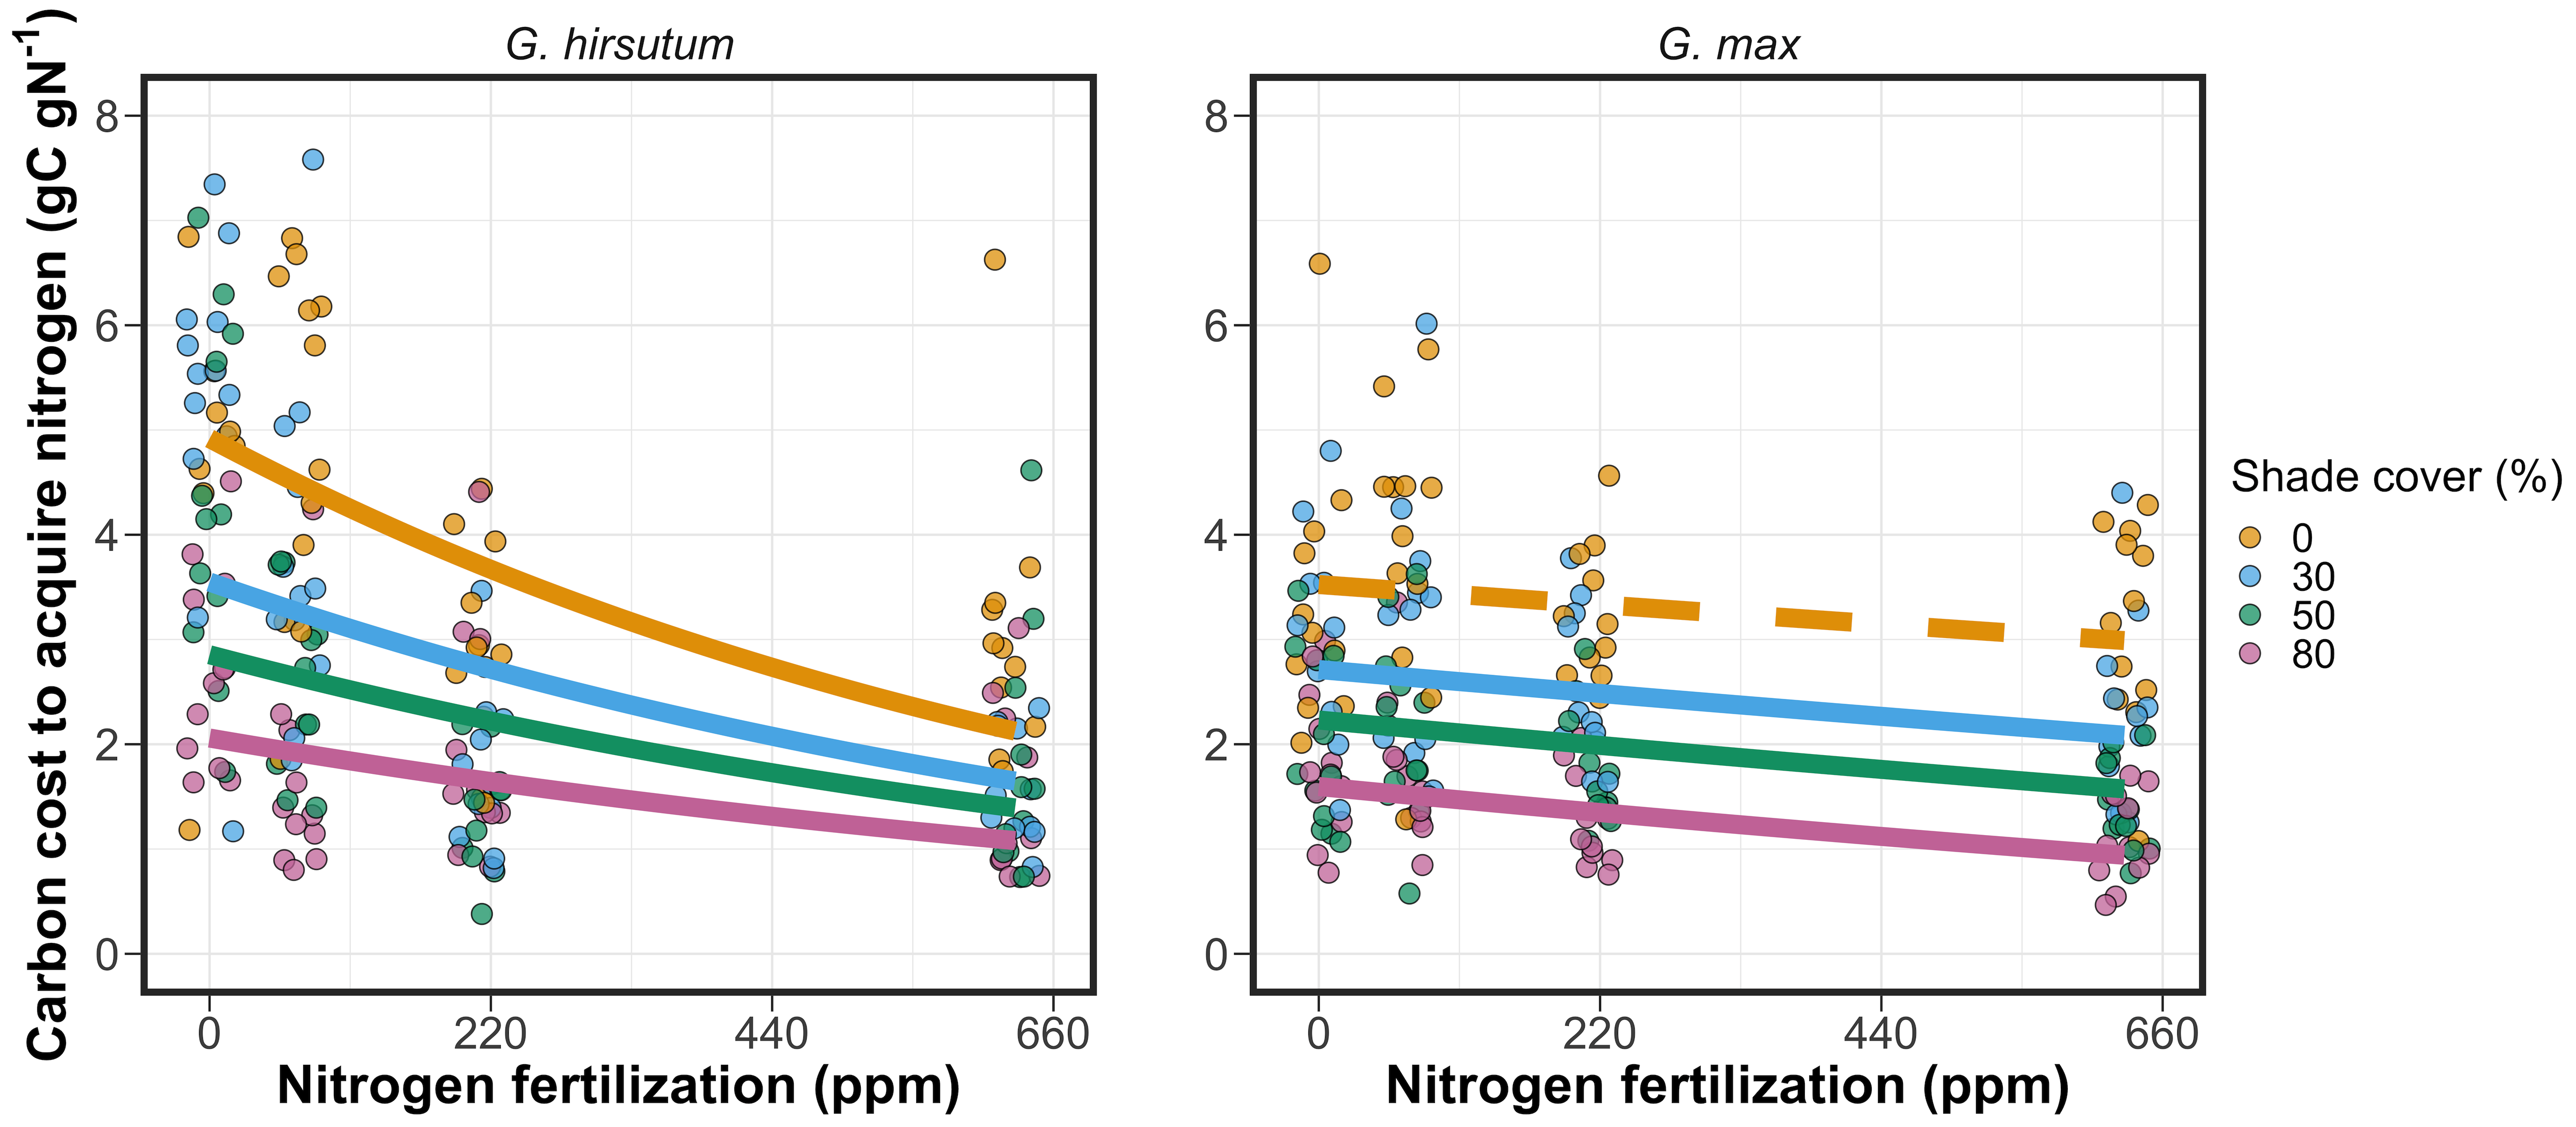 G. hirsutum
G. max
Carbon cost to acquire nitrogen (gC gN-1)
8
6
4
2
0
8
6
4
2
0
0 220 440 660
0 220 440 660
Nitrogen fertilization (ppm)
Nitrogen fertilization (ppm)
Shade cover (%)
0
30
50
80